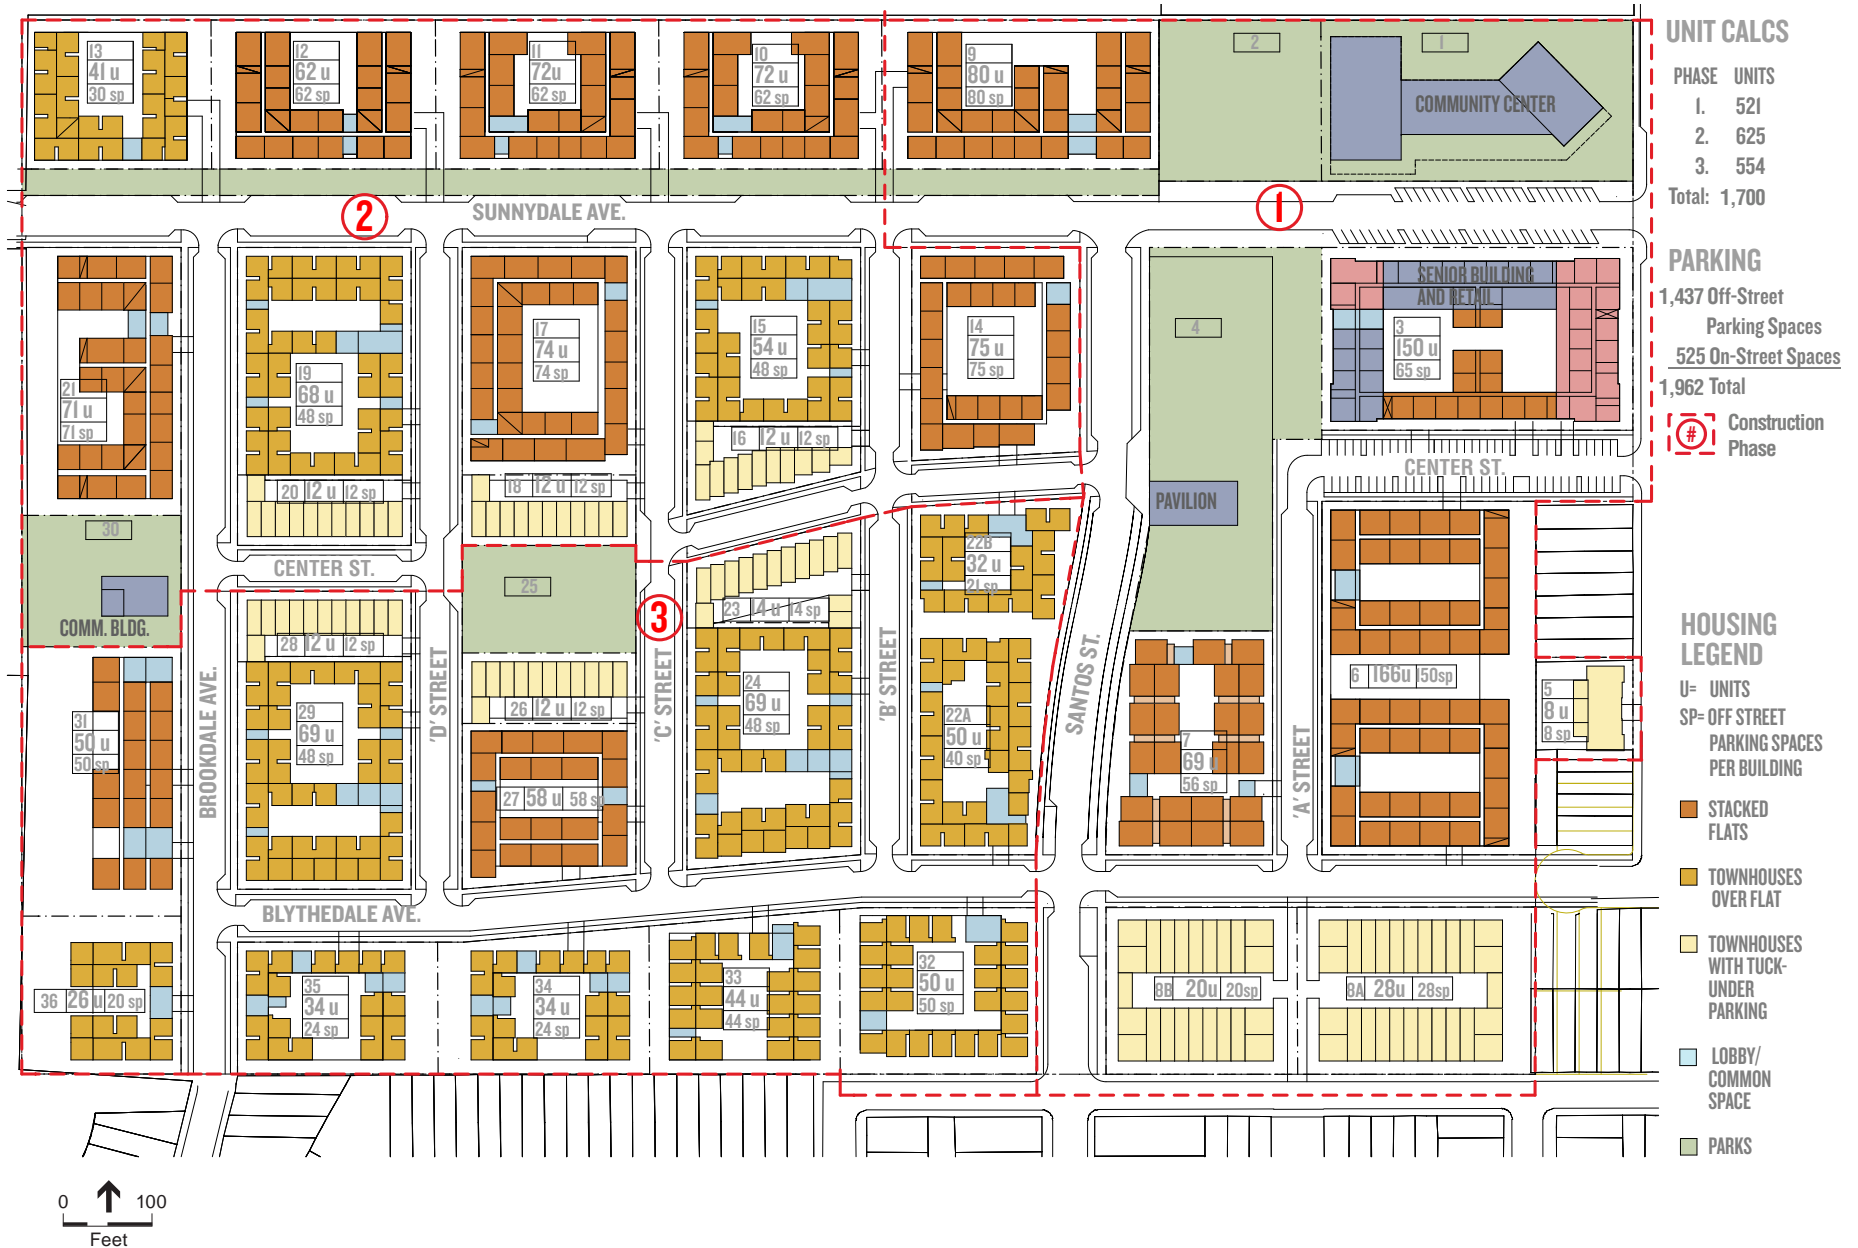 13
41 u
30 sp
12
62 u
62 sp
11
72u
62 sp
10
72 u
62 sp
9
80 u
80 sp
2
1
COMMUNITY CENTER
UNIT CALCS
PHASE UNITS
1. 521
2. 625
3. 554
Total: 1,700
2
SUNNYDALE AVE.
1
PARKING
1,437 Off-Street
Parking Spaces
525 On-Street Spaces
1,962 Total
# Construction
Phase
21
71 u
71 sp
19
68 u
48 sp
17
74 u
74 sp
15
54 u
48 sp
14
75 u
75 sp
4
SENIOR BUILDING
AND RETAIL
3
150 u
65 sp
16 12 u 12 sp
20 12 u 12 sp
18 12 u 12 sp
CENTER ST.
PAVILION
30
COMM. BLDG.
CENTER ST.
25
3
22B
32 u
21 sp
23 14 u 14 sp
28 12 u 12 sp
26 12 u 12 sp
BROOKDALE AVE.
'D' STREET
'C' STREET
'B' STREET
SANTOS ST.
'A' STREET
31
50 u
50 sp
29
69 u
48 sp
27 58 u 58 sp
24
69 u
48 sp
22A
50 u
40 sp
7
69 u
56 sp
6 166u 150sp
5
8 u
8 sp
HOUSING
LEGEND
U= UNITS
SP= OFF STREET
PARKING SPACES
PER BUILDING
STACKED
FLATS
TOWNHOUSES
OVER FLAT
TOWNHOUSES
WITH TUCK-
UNDER
PARKING
LOBBY/
COMMON
SPACE
PARKS
BLYTHEDALE AVE.
36 26 u 20 sp
35
34 u
24 sp
34
34 u
24 sp
33
44 u
44 sp
32
50 u
50 sp
8B 20u 20sp
8A 28u 28sp
0 100
Feet